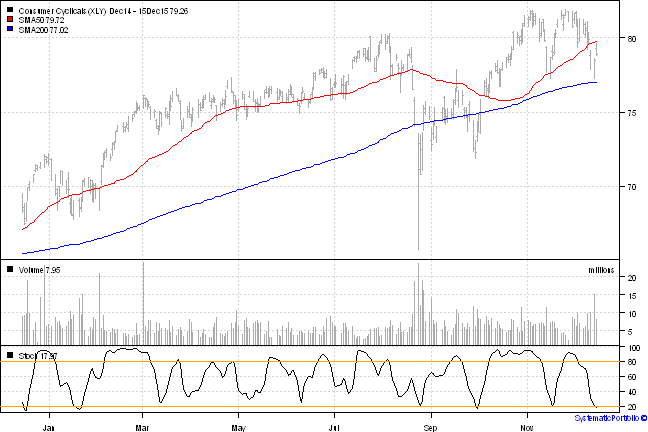 Consumer Cyclicals (XLY) Dec14 - 15Dec15 79.26
SMA50 79.72
SMA200 77.02
80
75
70
Volume 7.95
millions
20
15
10
5
Stoch 17.97
100
80
60
40
20
Jan Mar May Jul Sep Nov
SystematicPortfolio ©